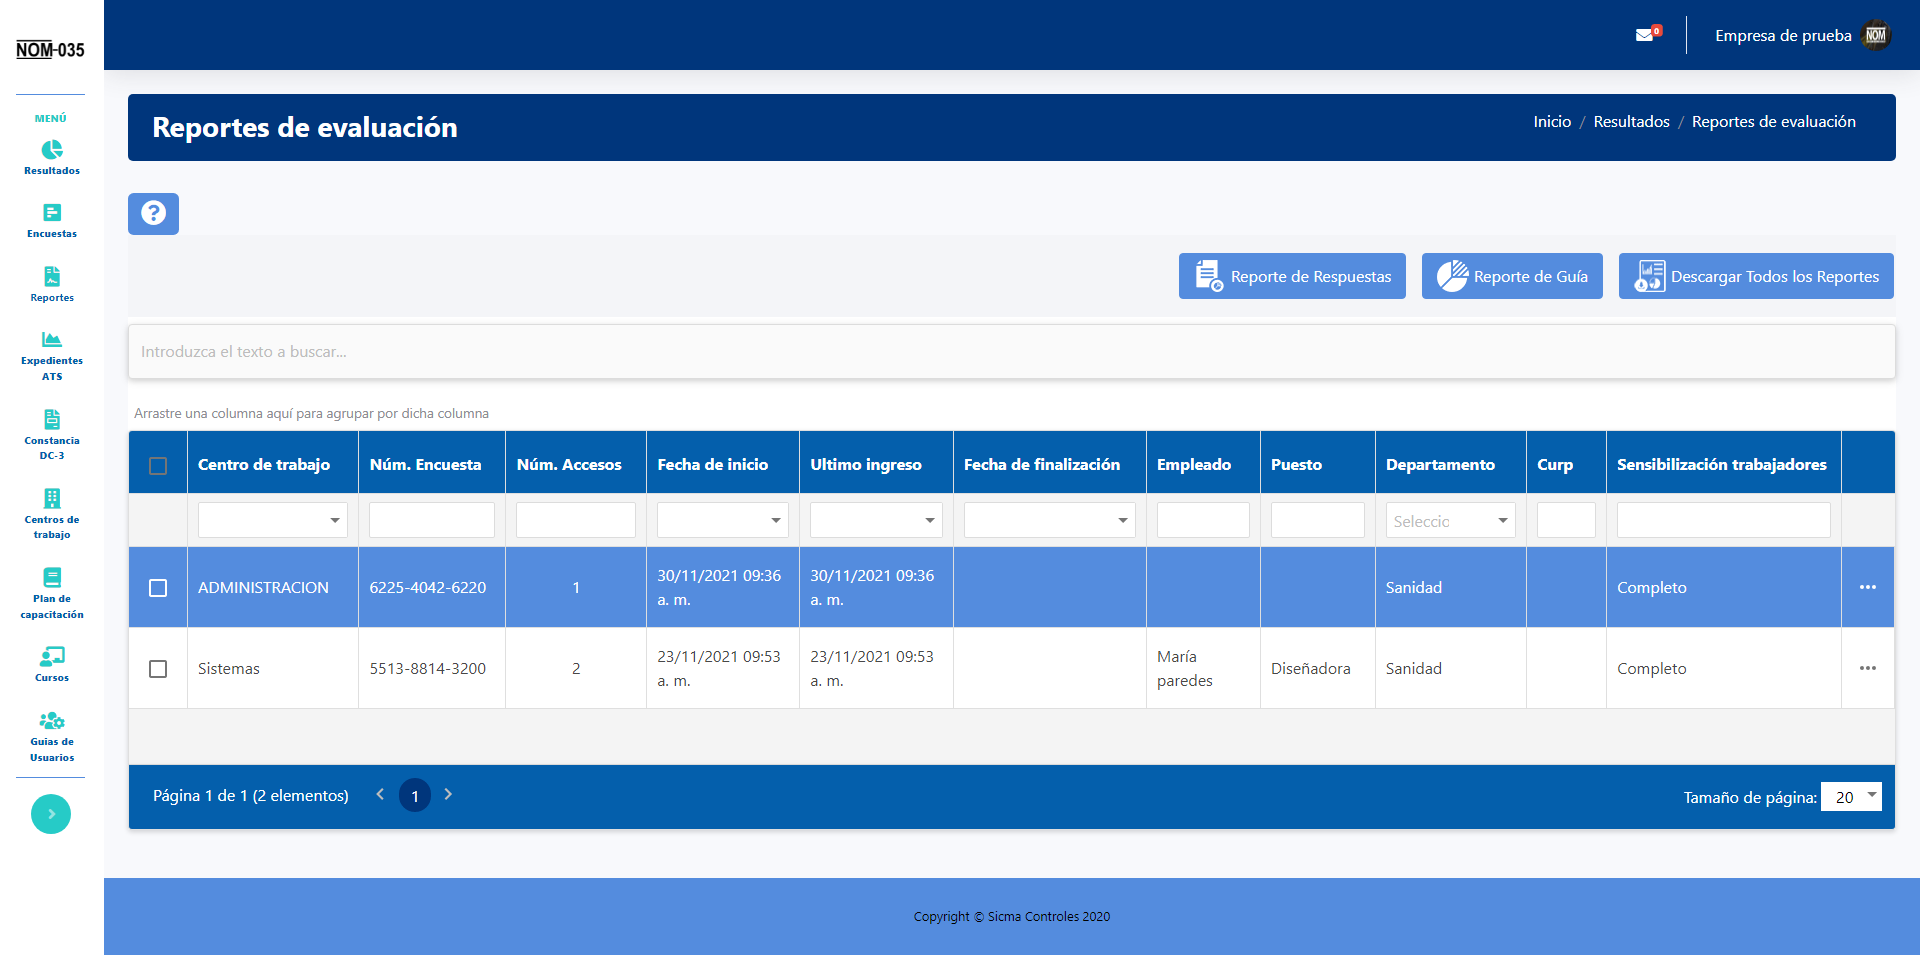 NOM-035
0
Empresa de prueba
NOM
MENÚ
Resultados
Encuestas
Reportes
Expedientes
ATS
Constancia
DC-3
Centros de
trabajo
Plan de
capacitación
Cursos
Guias de
Usuarios
Reportes de evaluación
Inicio / Resultados / Reportes de evaluación
?
Reporte de Respuestas
Reporte de Guía
Descargar Todos los Reportes
Introduzca el texto a buscar...
Arrastre una columna aquí para agrupar por dicha columna
Centro de trabajo Núm. Encuesta Núm. Accesos Fecha de inicio Ultimo ingreso Fecha de finalización Empleado Puesto Departamento Curp Sensibilización trabajadores
Seleccio
ADMINISTRACION 6225-4042-6220 1 30/11/2021 09:36 30/11/2021 09:36 Sanidad Completo ...
a. m. a. m.
Sistemas 5513-8814-3200 2 23/11/2021 09:53 23/11/2021 09:53 María Diseñadora Sanidad Completo ...
a. m. a. m. paredes
Página 1 de 1 (2 elementos) < 1 >
Tamaño de página: 20
Copyright © Sicma Controles 2020